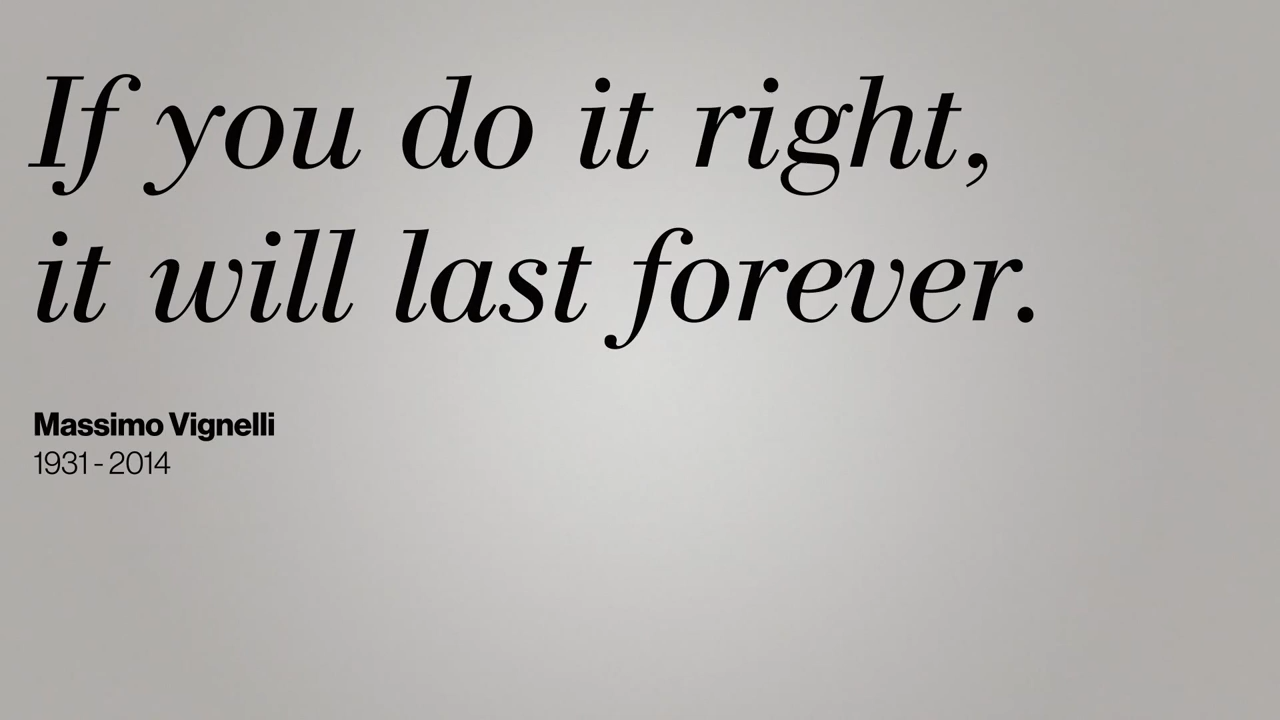 If you do it right,
it will last forever.
Massimo Vignelli
1931 - 2014